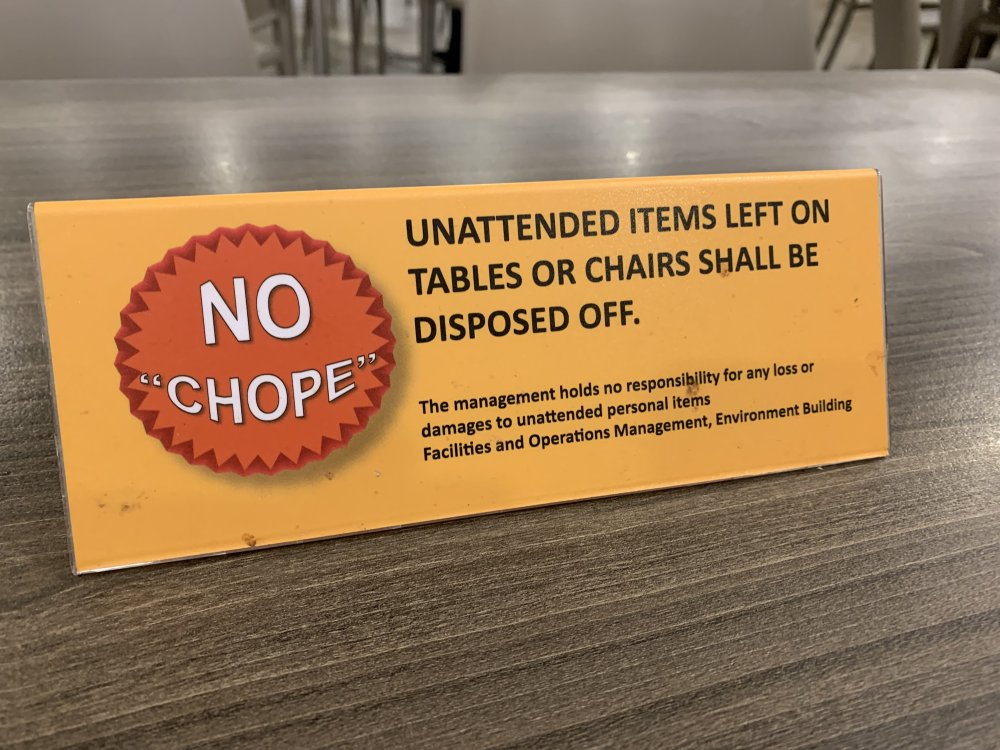 NO
“CHOPE”
UNATTENDED ITEMS LEFT ON
TABLES OR CHAIRS SHALL BE
DISPOSED OFF.
The management holds no responsibility for any loss or
damages to unattended personal items
Facilities and Operations Management, Environment Building